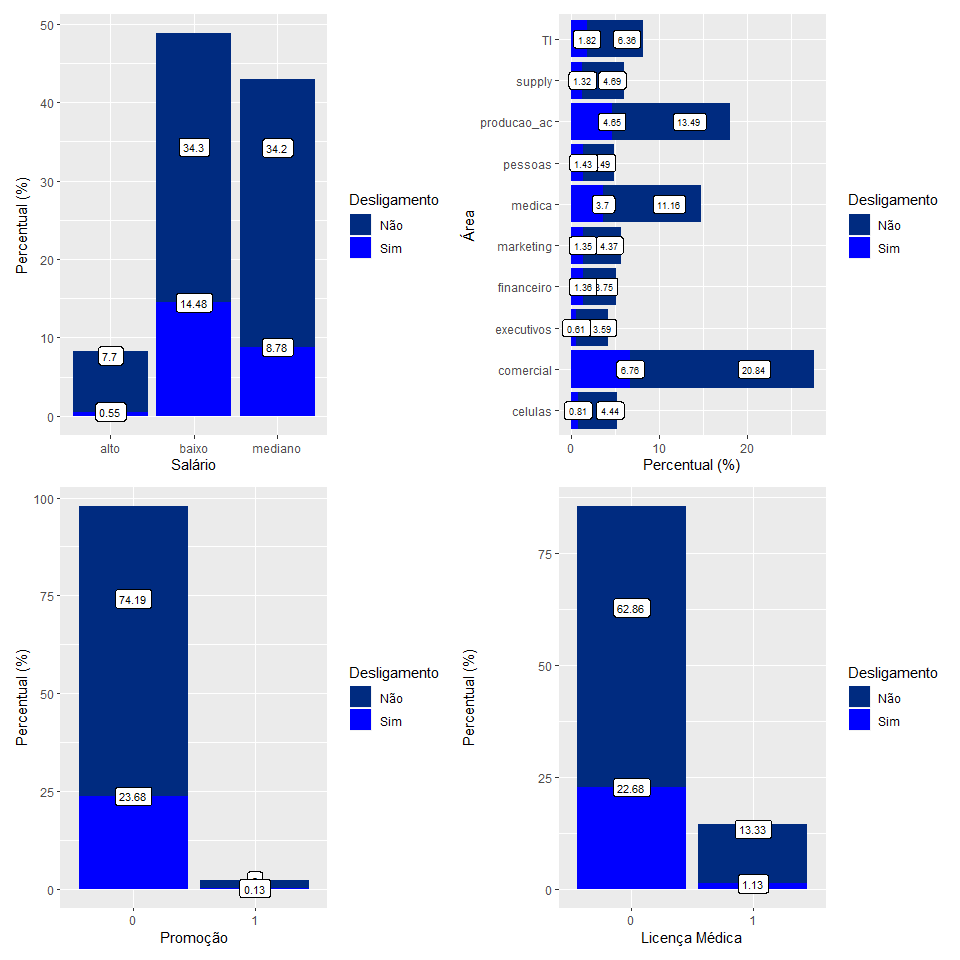 50
40
30
20
10
0
Percentual (%)
34.3
34.2
14.48
8.78
7.7
0.55
alto
baixo
mediano
Salário
Desligamento
Não
Sim
TI
supply
producao_ac
pessoas
medica
marketing
financeiro
executivos
comercial
celulas
Área
1.82 6.36
1.32 4.69
4.65 13.49
1.43 49
3.7 11.16
1.35 4.37
1.36 3.75
0.61 3.59
6.76 20.84
0.81 4.44
0
10
20
Percentual (%)
Desligamento
Não
Sim
100
75
50
25
0
Percentual (%)
74.19
23.68
0.13
0
1
Promoção
Desligamento
Não
Sim
75
50
25
0
Percentual (%)
62.86
22.68
13.33
1.13
0
1
Licença Médica
Desligamento
Não
Sim